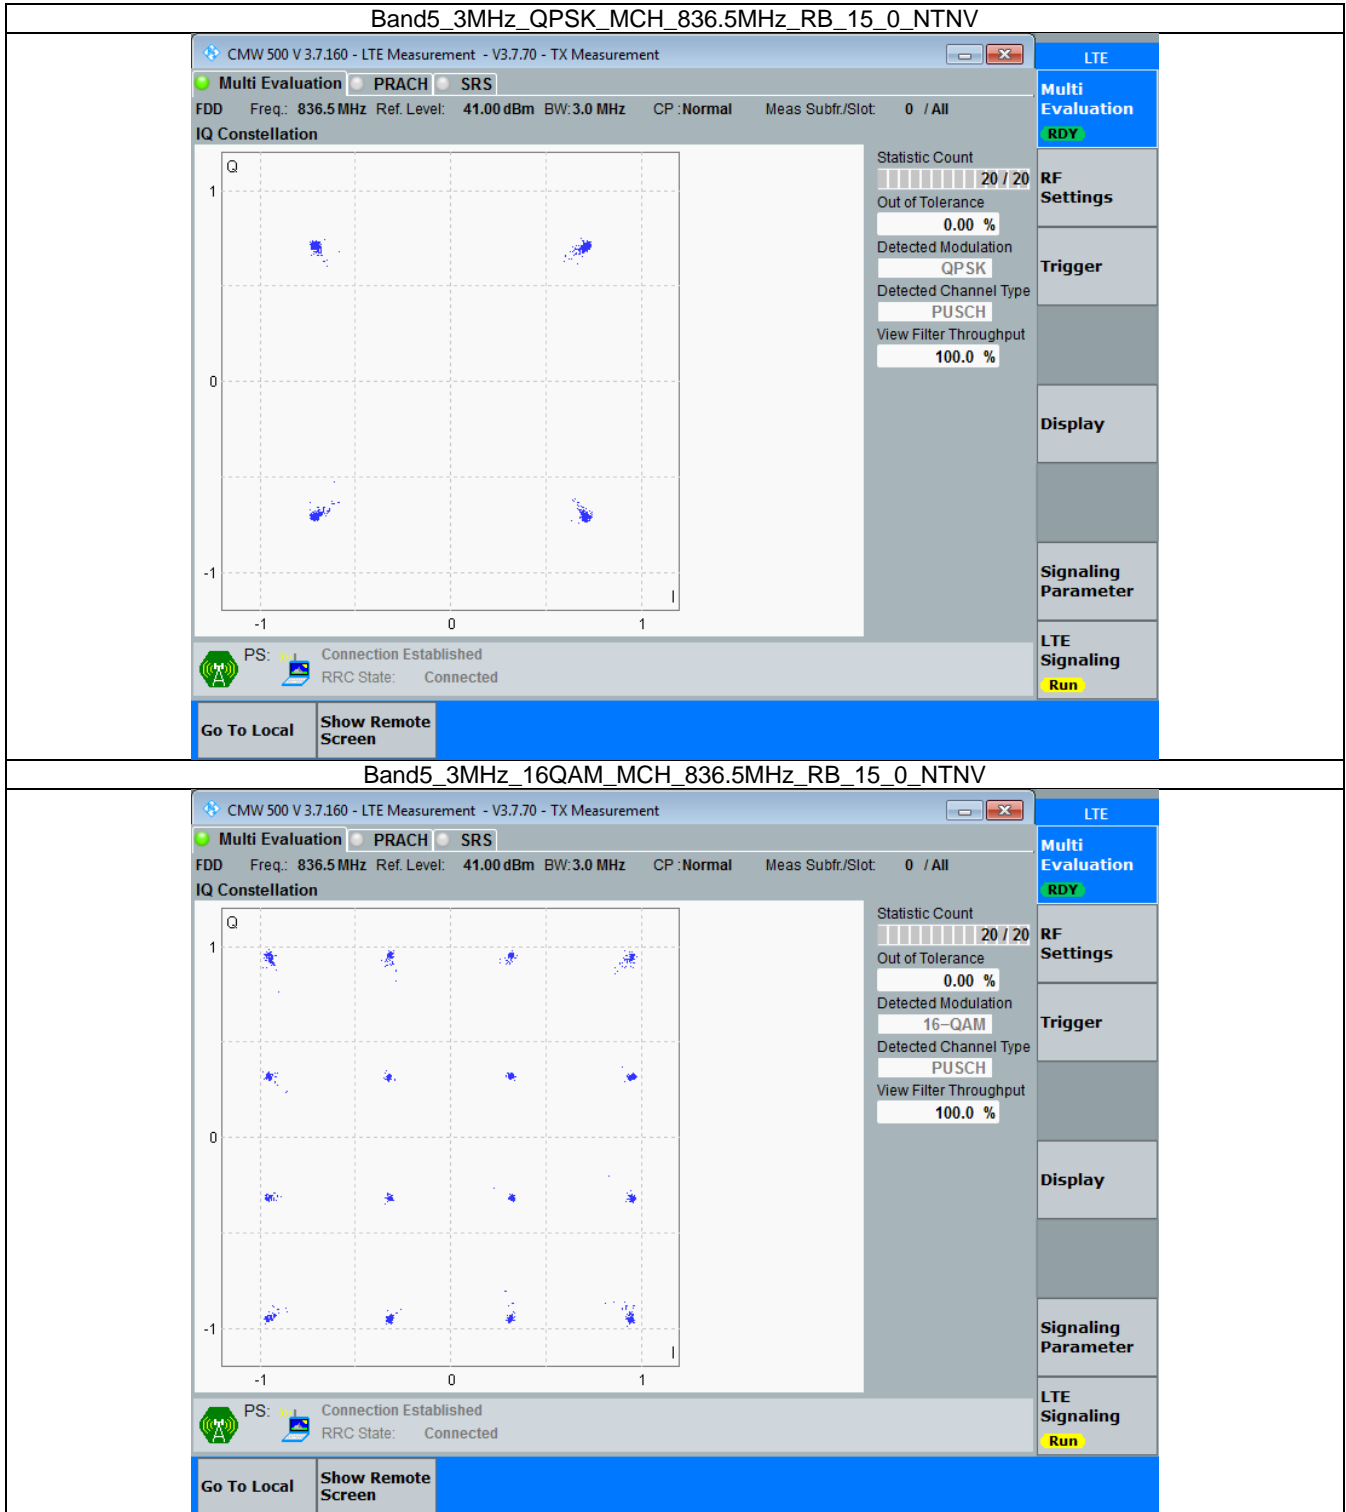 Band5_3MHz_QPSK_MCH_836.5MHz_RB_15_0_NTNV
CMW 500 V 3.7.160 - LTE Measurement - V3.7.70 - TX Measurement
LTE
Multi Evaluation PRACH SRS
Multi
Evaluation
RDY
FDD Freq.: 836.5 MHz Ref. Level: 41.00 dBm BW: 3.0 MHz CP : Normal Meas Subfr./Slot: 0 / All
IQ Constellation
Q
1
0
-1
I
-1 0 1
Statistic Count
20 / 20
Out of Tolerance
0.00 %
Detected Modulation
QPSK
Detected Channel Type
PUSCH
View Filter Throughput
100.0 %
RF
Settings
Trigger
Display
Signaling
Parameter
LTE
Signaling
Run
PS: Connection Established
RRC State: Connected
Go To Local
Show Remote
Screen
Band5_3MHz_16QAM_MCH_836.5MHz_RB_15_0_NTNV
CMW 500 V 3.7.160 - LTE Measurement - V3.7.70 - TX Measurement
LTE
Multi Evaluation PRACH SRS
Multi
Evaluation
RDY
FDD Freq.: 836.5 MHz Ref. Level: 41.00 dBm BW: 3.0 MHz CP : Normal Meas Subfr./Slot: 0 / All
IQ Constellation
Q
1
0
-1
I
-1 0 1
Statistic Count
20 / 20
Out of Tolerance
0.00 %
Detected Modulation
16-QAM
Detected Channel Type
PUSCH
View Filter Throughput
100.0 %
RF
Settings
Trigger
Display
Signaling
Parameter
LTE
Signaling
Run
PS: Connection Established
RRC State: Connected
Go To Local
Show Remote
Screen